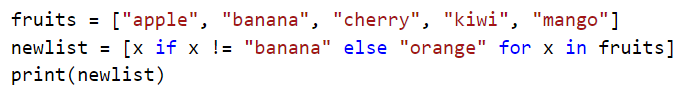 fruits = ["apple", "banana", "cherry", "kiwi", "mango"]
newlist = [x if x != "banana" else "orange" for x in fruits]
print(newlist)